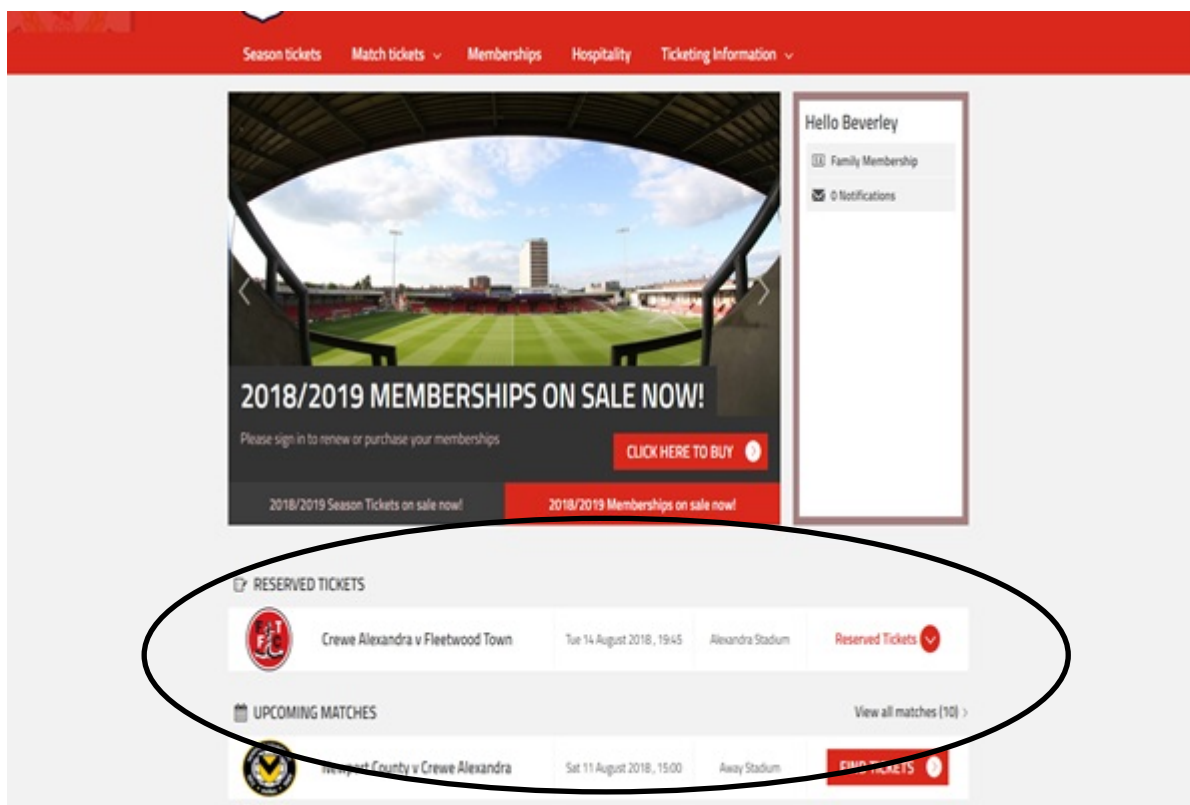 Season tickets Match tickets Memberships Hospitality Ticketing Information
Hello Beverley
Family Membership
0 Notifications
2018/2019 MEMBERSHIPS ON SALE NOW!
Please sign in to renew or purchase your memberships
CLICK HERE TO BUY
2018/2019 Season Tickets on sale now! 2018/2019 Memberships on sale now!
RESERVED TICKETS
Crewe Alexandra v Fleetwood Town Tue 14 August 2018, 19:45 Alexandra Stadium Reserved Tickets
UPCOMING MATCHES View all matches (10)
Newport County v Crewe Alexandra Sat 11 August 2018, 15:00 Away Stadium FIND TICKETS